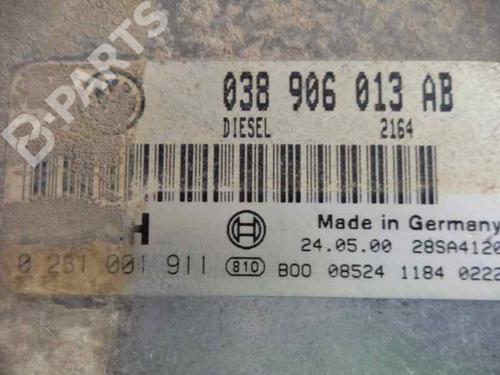 B-PARTS
038 906 013 AB
DIESEL 2164
H Made in Germany
24.05.00 28SA4120
0 281 001 911 810 B00 08524 1184 0222